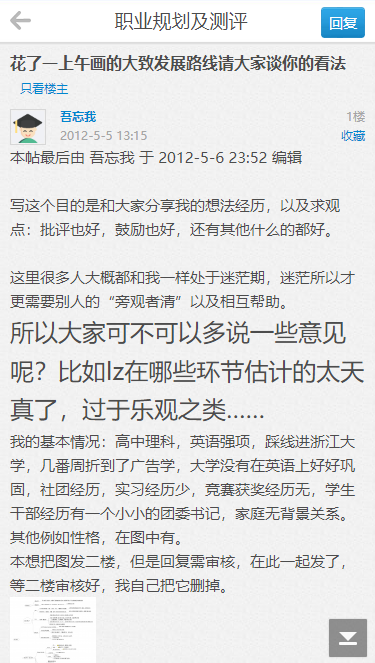 职业规划及测评
回复
花了一上午画的大致发展路线请大家谈你的看法
只看楼主
吾忘我
1楼
2012-5-5 13:15
收藏
本帖最后由 吾忘我 于 2012-5-6 23:52 编辑
写这个目的是和大家分享我的想法经历，以及求观
点：批评也好，鼓励也好，还有其他什么的都好。
这里很多人大概都和我一样处于迷茫期，迷茫所以才
更需要别人的“旁观者清”以及相互帮助。
所以大家可不可以多说一些意见
呢？比如lz在哪些环节估计的太天
真了，过于乐观之类......
我的基本情况：高中理科，英语强项，踩线进浙江大
学，几番周折到了广告学，大学没有在英语上好好巩
固，社团经历，实习经历少，竞赛获奖经历无，学生
干部经历有一个小小的团委书记，家庭无背景关系。
其他例如性格，在图中有。
本想把图发二楼，但是回复需审核，在此一起发了，
等二楼审核好，我自己把它删掉。